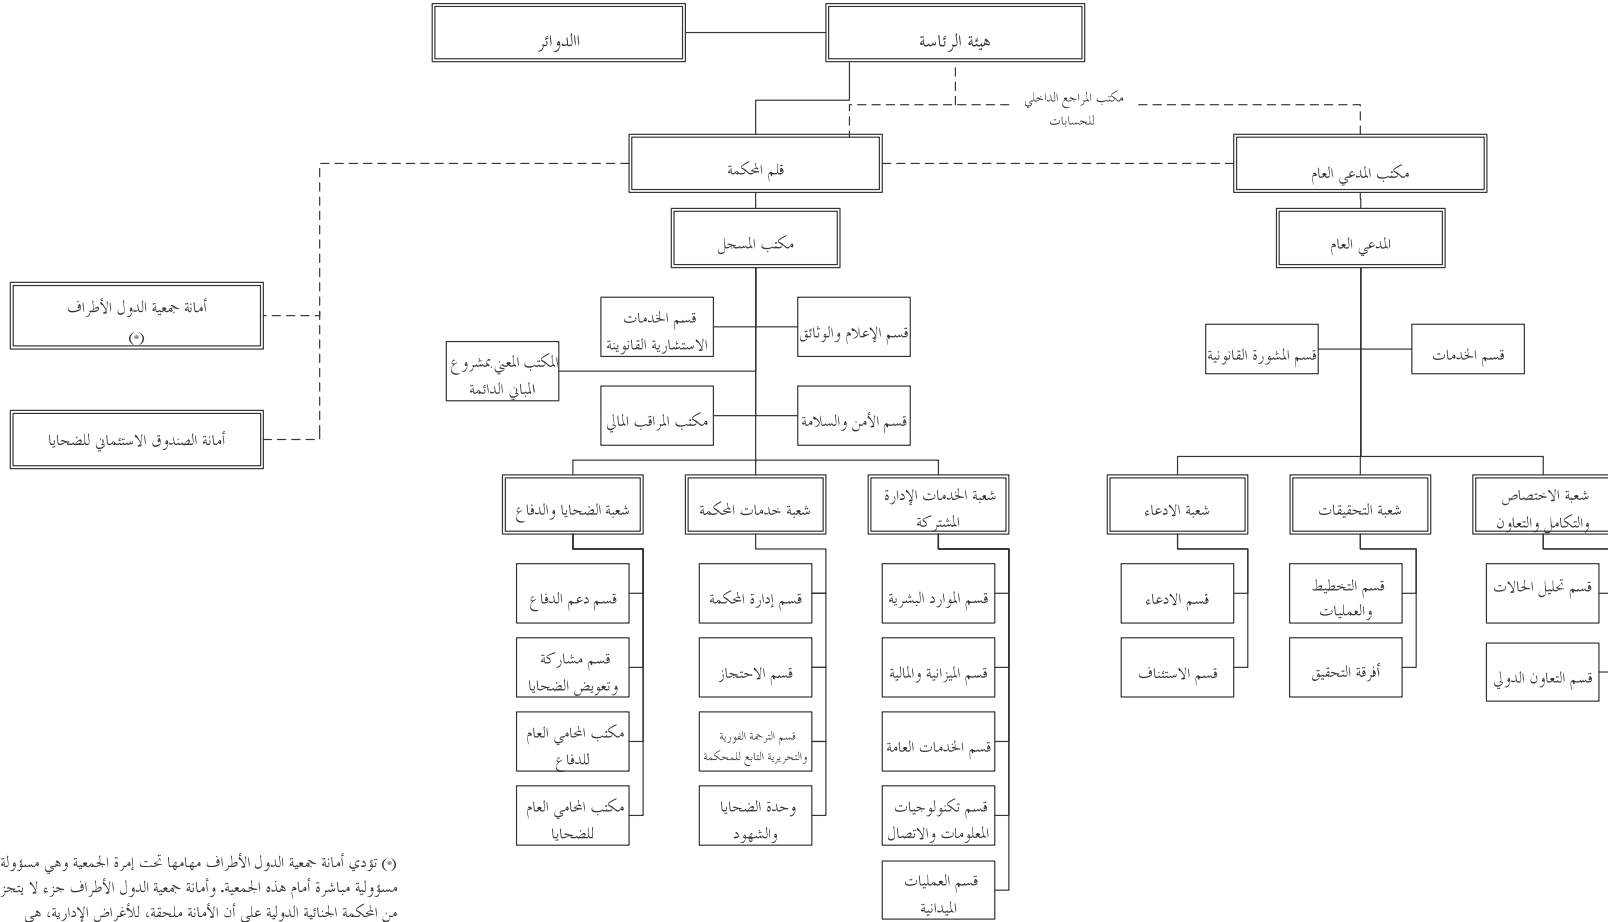 هيئة الرئاسة
االدوائر
مكتب المراجع الداخلي
للحسابات
مكتب المدعي العام
قلم المحكمة
المدعي العام
مكتب المسجل
أمانة جمعية الدول الأطراف
(*)
قسم الإعلام والوثائق
قسم الخدمات
الاستشارية القانوينة
قسم الخدمات
قسم المشورة القانونية
المكتب المعني بمشروع
المباني الدائمة
قسم الأمن والسلامة
مكتب المراقب المالي
أمانة الصندوق الاستئماني للضحايا
شعبة الاختصاص
والتكامل والتعاون
شعبة التحقيقات
شعبة الادعاء
شعبة الخدمات الإدارة
المشتركة
شعبة خدمات المحكمة
شعبة الضحايا والدفاع
قسم تحليل الحالات
قسم التخطيط
والعمليات
قسم الادعاء
قسم الموارد البشرية
قسم إدارة المحكمة
قسم دعم الدفاع
قسم التعاون الدولي
أفرقة التحقيق
قسم الاستئناف
قسم الميزانية والمالية
قسم الاحتجاز
قسم مشاركة
وتعويض الضحايا
قسم الخدمات العامة
قسم الترجمة الفورية
والتحريرية التابع للمحكمة
مكتب المحامي العام
للدفاع
قسم تكنولوجيات
المعلومات والاتصال
وحدة الضحايا
والشهود
مكتب المحامي العام
للضحايا
قسم العمليات
الميدانية
(*) تؤدي أمانة جمعية الدول الأطراف مهامها تحت إمرة الجمعية وهي مسؤولة
مسؤولية مباشرة أمام هذه الجمعية. وأمانة جمعية الدول الأطراف جزء لا يتجز
من المحكمة الجنائية الدولية على أن الأمانة ملحقة، للأغراض الإدارية، هي